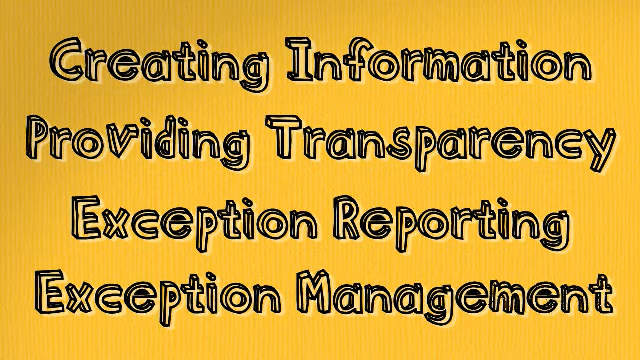 Creating Information
Providing Transparency
Exception Reporting
Exception Management